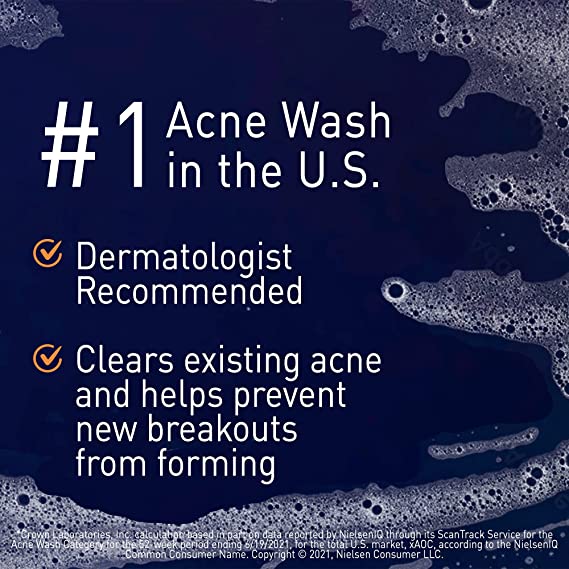 #1 Acne Wash
in the U.S.
Dermatologist
Recommended
Clears existing acne
and helps prevent
new breakouts
from forming
*Crown Laboratories, Inc. calculation based in part on data reported by NielsenIQ through its ScanTrack Service for the
Acne Wash Category for the 52-week period ending 6/19/2021, for the total U.S. market, xAOC, according to the NielsenIQ
Common Consumer Name. Copyright © 2021, Nielsen Consumer LLC.